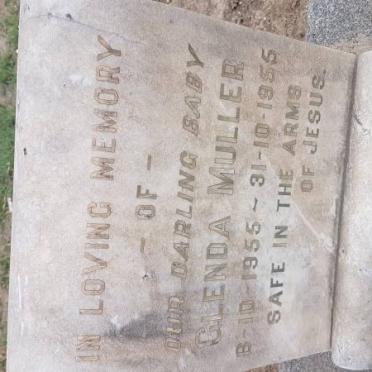 IN LOVING MEMORY
- OF -
OUR DARLING BABY
GLENDA MULLER
8-10-1955 ~ 31-10-1955
SAFE IN THE ARMS
OF JESUS.